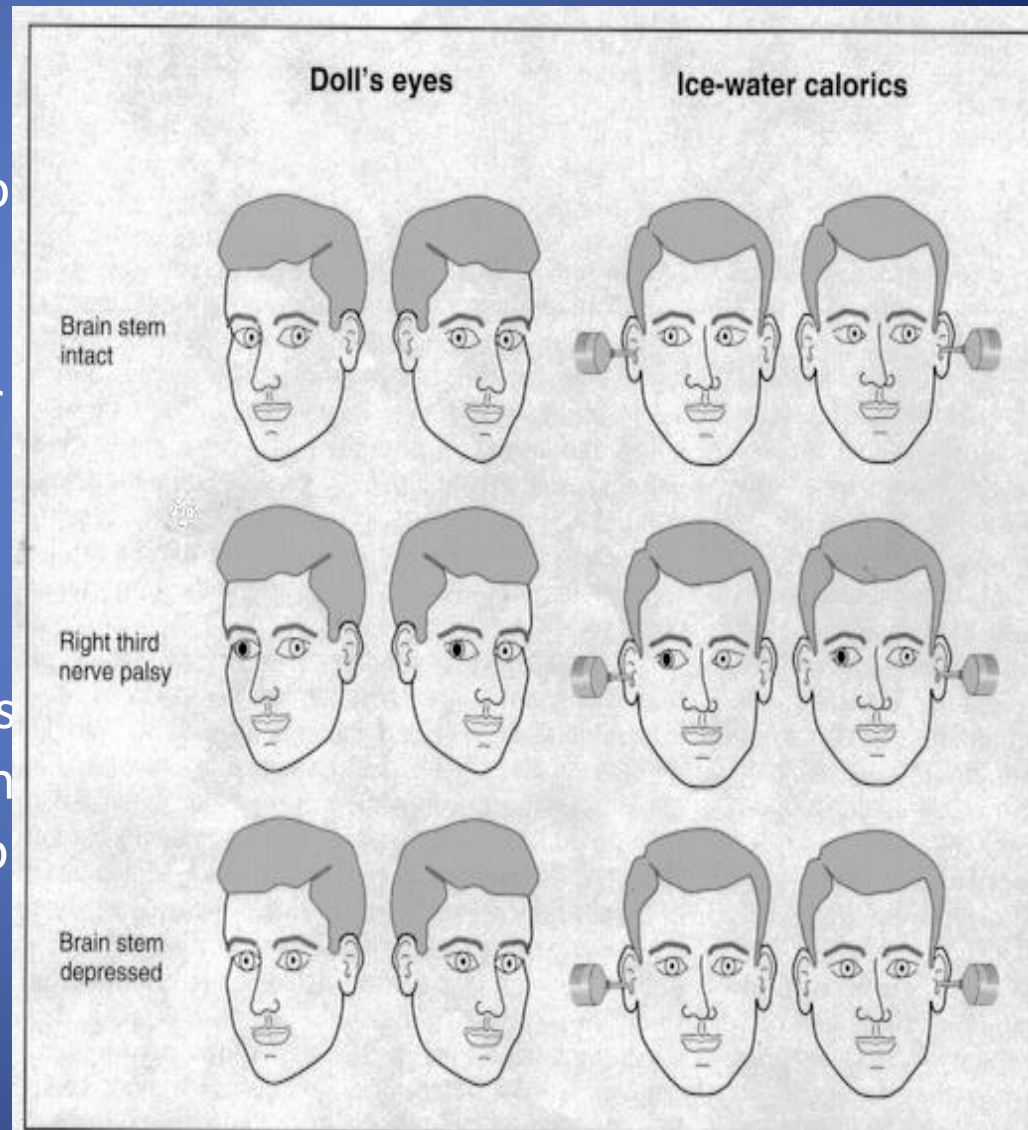 Doll's eyes
Ice-water calorics
Brain stem
intact
Right third
nerve palsy
Brain stem
depressed